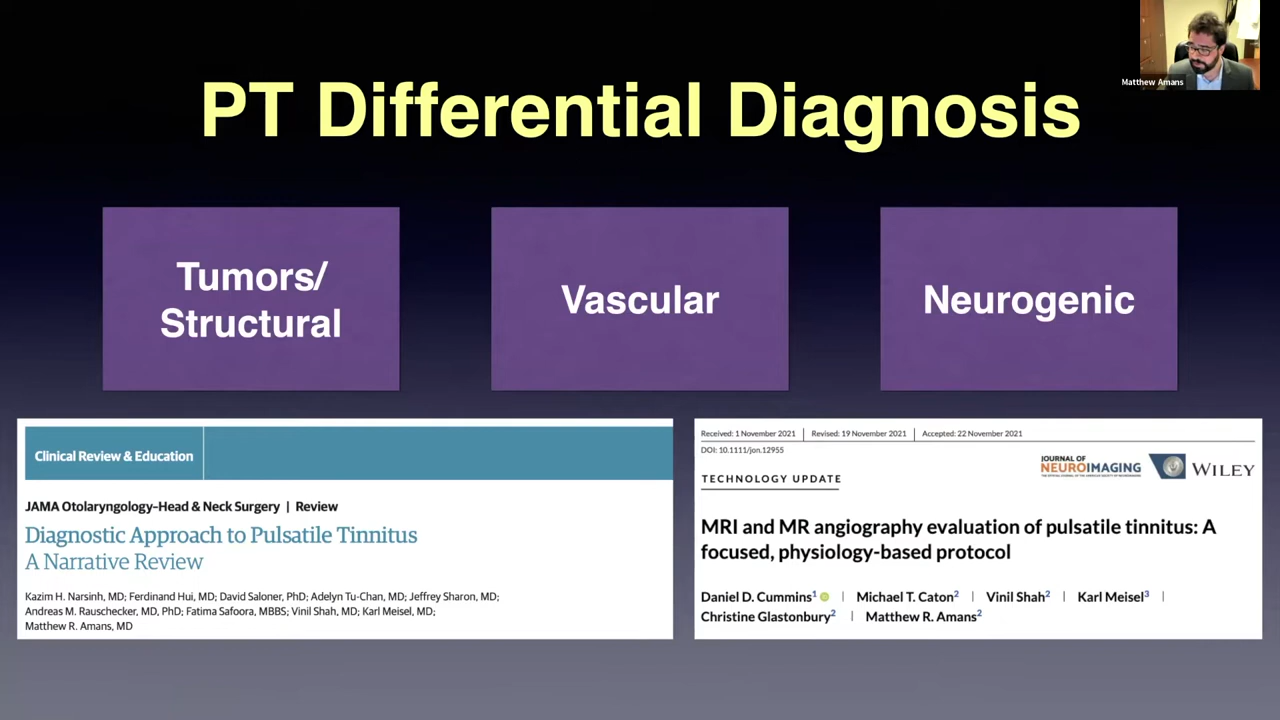 Matthew Amans
PT Differential Diagnosis
Tumors/
Structural
Vascular
Neurogenic
Clinical Review & Education
JAMA Otolaryngology–Head & Neck Surgery | Review
Diagnostic Approach to Pulsatile Tinnitus
A Narrative Review
Kazim H. Narsinh, MD; Ferdinand Hui, MD; David Saloner, PhD; Adelyn Tu-Chan, MD; Jeffrey Sharon, MD;
Andreas M. Rauschecker, MD, PhD; Fatima Safoora, MBBS; Vinil Shah, MD; Karl Meisel, MD;
Matthew R. Amans, MD
Received: 1 November 2021 | Revised: 19 November 2021 | Accepted: 22 November 2021
DOI: 10.1111/jon.12955
JOURNAL OF
NEUROIMAGING
WILEY
TECHNOLOGY UPDATE
MRI and MR angiography evaluation of pulsatile tinnitus: A
focused, physiology-based protocol
Daniel D. Cummins1 | Michael T. Caton2 | Vinil Shah2 | Karl Meisel3 |
Christine Glastonbury2 | Matthew R. Amans2